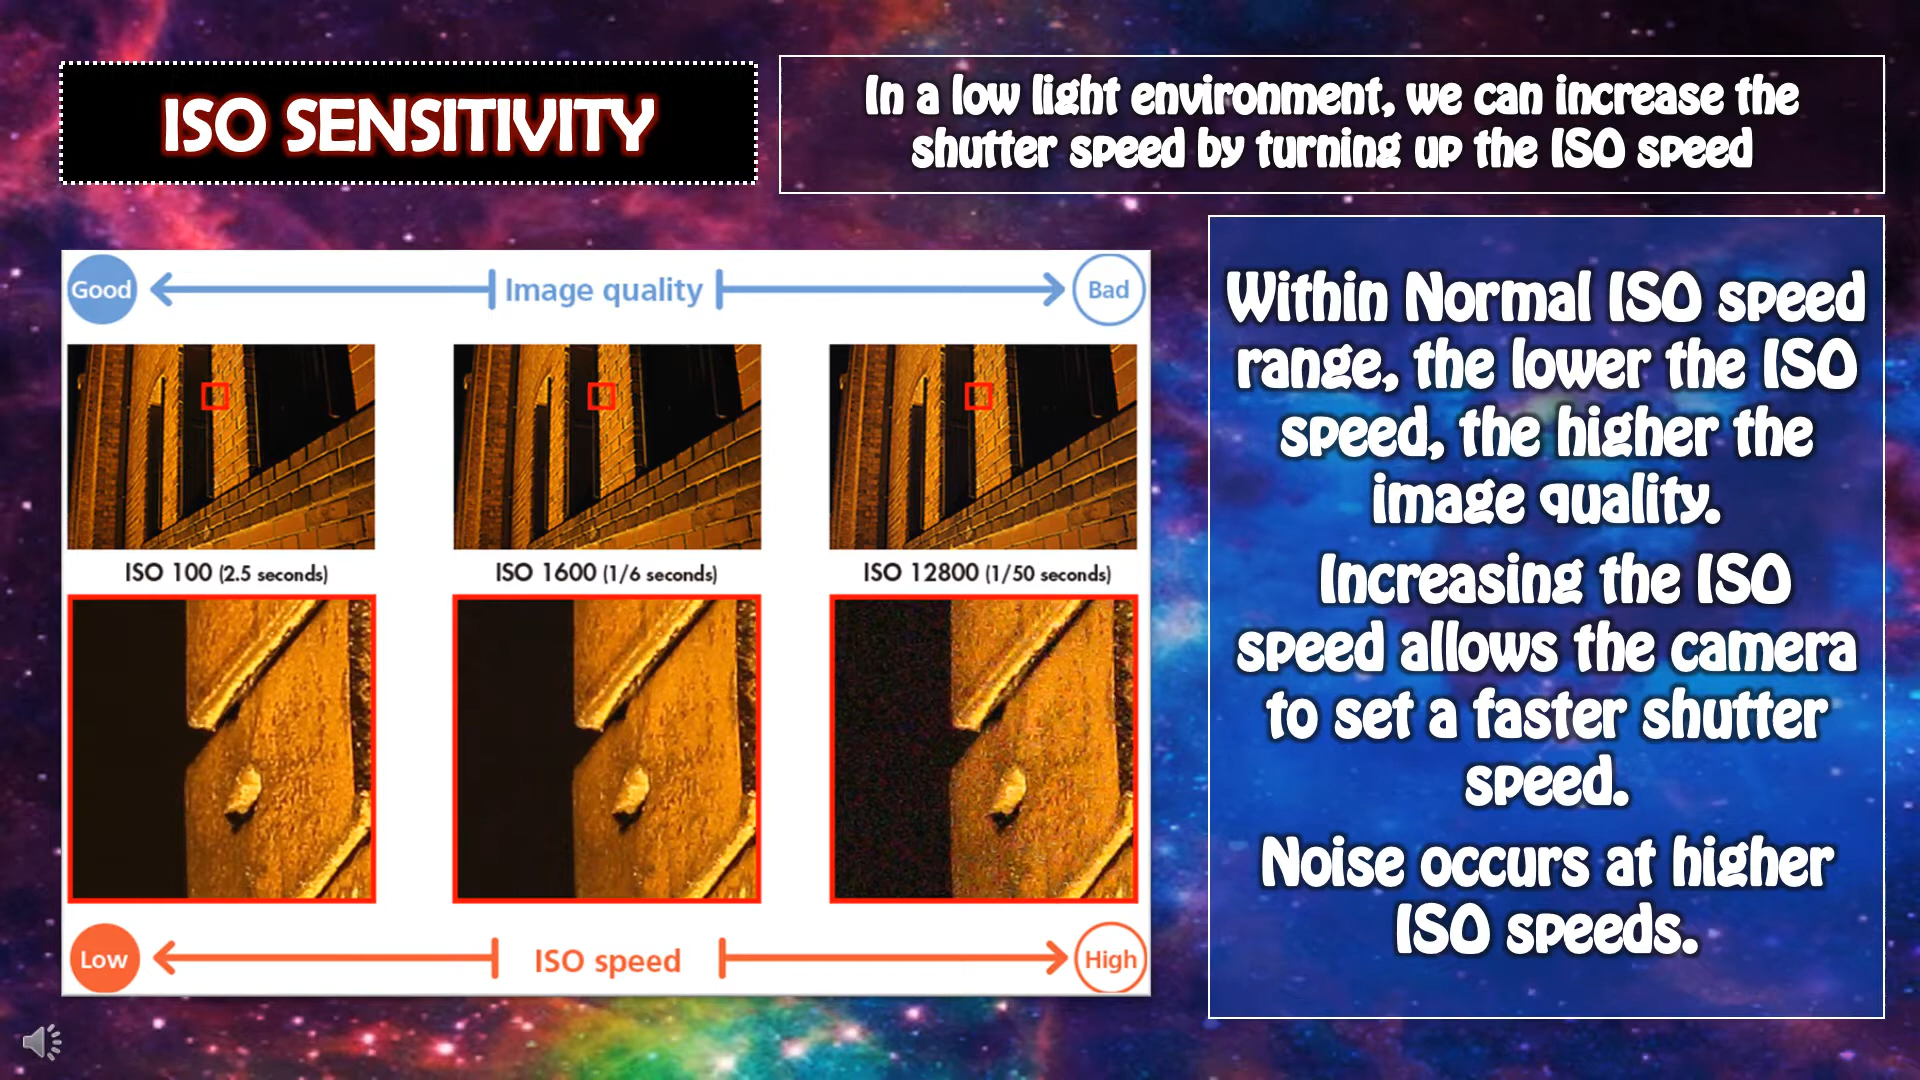 ISO SENSITIVITY
In a low light environment, we can increase the
shutter speed by turning up the ISO speed
Good
Image quality
Bad
ISO 100 (2.5 seconds)
ISO 1600 (1/6 seconds)
ISO 12800 (1/50 seconds)
Low
ISO speed
High
Within Normal ISO speed
range, the lower the ISO
speed, the higher the
image quality.
Increasing the ISO
speed allows the camera
to set a faster shutter
speed.
Noise occurs at higher
ISO speeds.